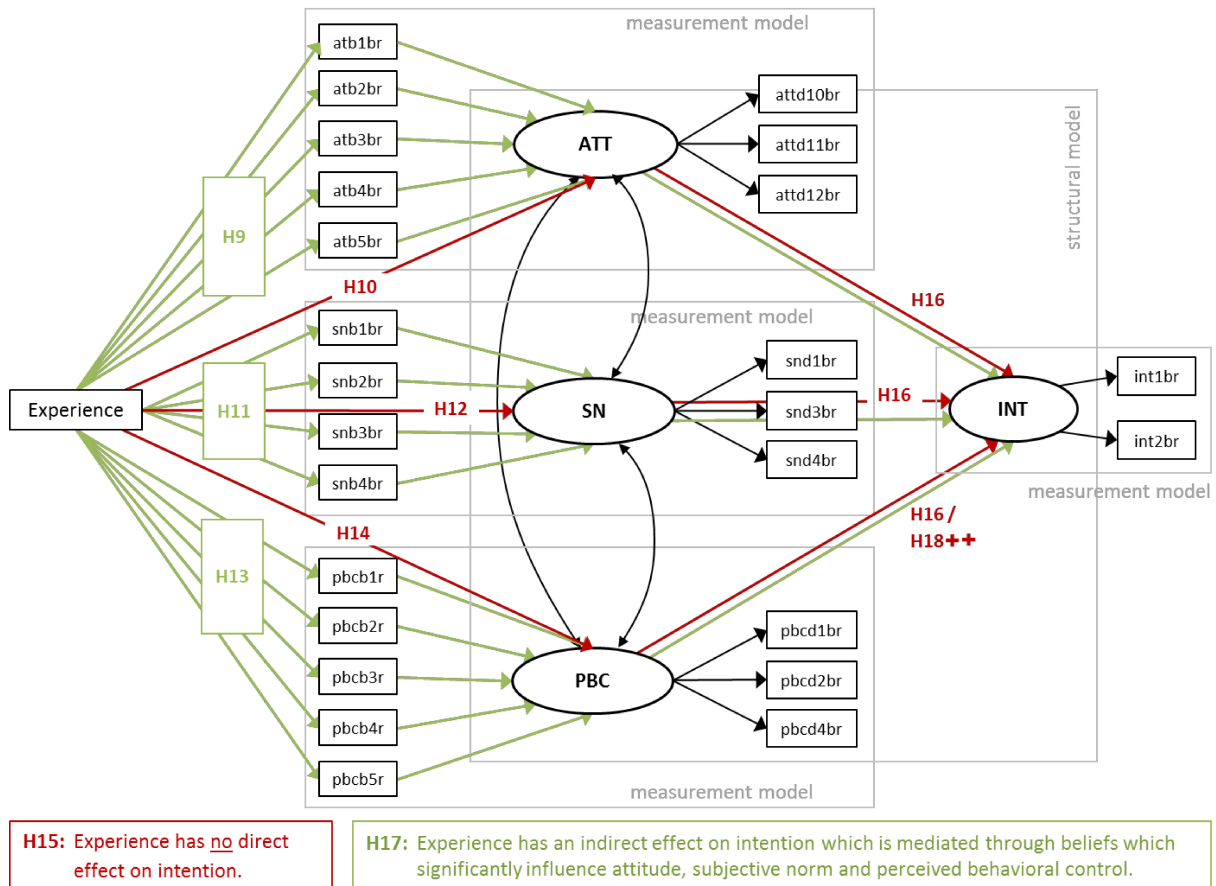 measurement model
atb1br
atb2br
atb3br
atb4br
atb5br
ATT
attd10br
attd11br
attd12br
structural model
H9
H10
H16
measurement model
snb1br
snb2br
snb3br
snb4br
Experience
H11
H12
SN
snd1br
snd3br
snd4br
H16
INT
int1br
int2br
measurement model
H14
H16 /
H18++
H13
pbcb1r
pbcb2r
pbcb3r
pbcb4r
pbcb5r
PBC
pbcd1br
pbcd2br
pbcd4br
measurement model
H15: Experience has no direct
effect on intention.
H17: Experience has an indirect effect on intention which is mediated through beliefs which
significantly influence attitude, subjective norm and perceived behavioral control.